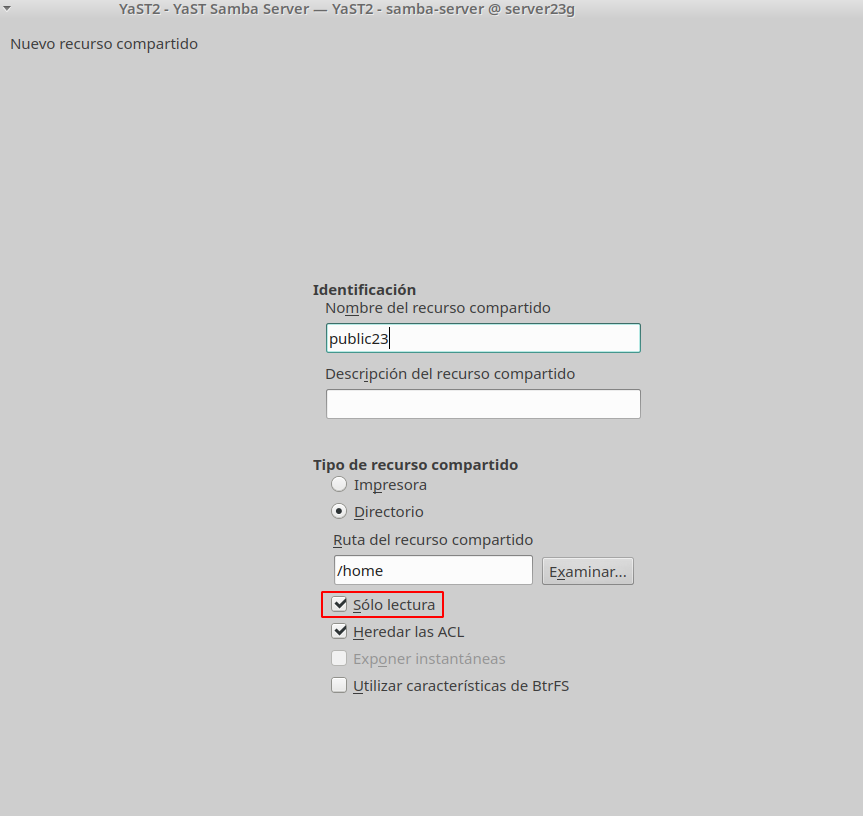 YaST2 - YaST Samba Server — YaST2 - samba-server @ server23g
Nuevo recurso compartido
Identificación
Nombre del recurso compartido
public23
Descripción del recurso compartido
Tipo de recurso compartido
Impresora
Directorio
Ruta del recurso compartido
/home Examinar...
Sólo lectura
Heredar las ACL
Exponer instantáneas
Utilizar características de BtrFS